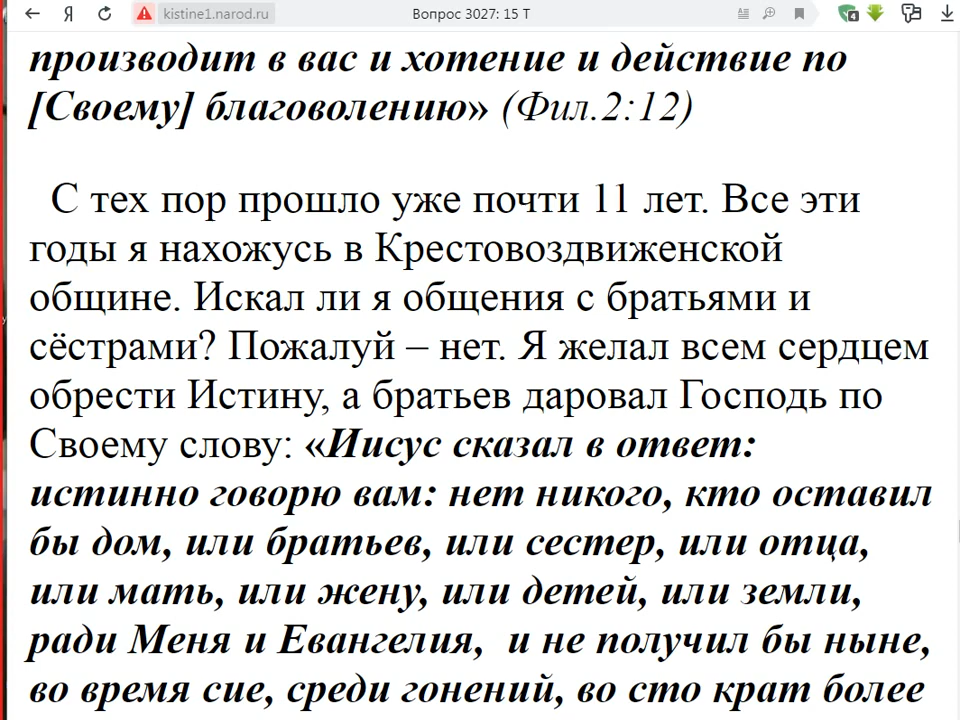 kistine1.narod.ru
Вопрос 3027: 15 Т
4
производит в вас и хотение и действие по
[Своему] благоволению» (Фил.2:12)
С тех пор прошло уже почти 11 лет. Все эти
годы я нахожусь в Крестовоздвиженской
общине. Искал ли я общения с братьями и
сёстрами? Пожалуй – нет. Я желал всем сердцем
обрести Истину, а братьев даровал Господь по
Своему слову: «Иисус сказал в ответ:
истинно говорю вам: нет никого, кто оставил
бы дом, или братьев, или сестер, или отца,
или мать, или жену, или детей, или земли,
ради Меня и Евангелия, и не получил бы ныне,
во время сие, среди гонений, во сто крат более